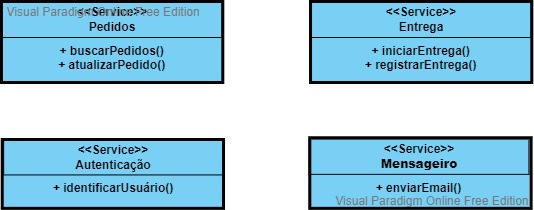 Visual Paradigm Online Free Edition
<<Service>>
Pedidos
+ buscarPedidos()
+ atualizarPedido()
<<Service>>
Entrega
+ iniciarEntrega()
+ registrarEntrega()
<<Service>>
Autenticação
+ identificarUsuário()
<<Service>>
Mensageiro
+ enviarEmail()
Visual Paradigm Online Free Edition